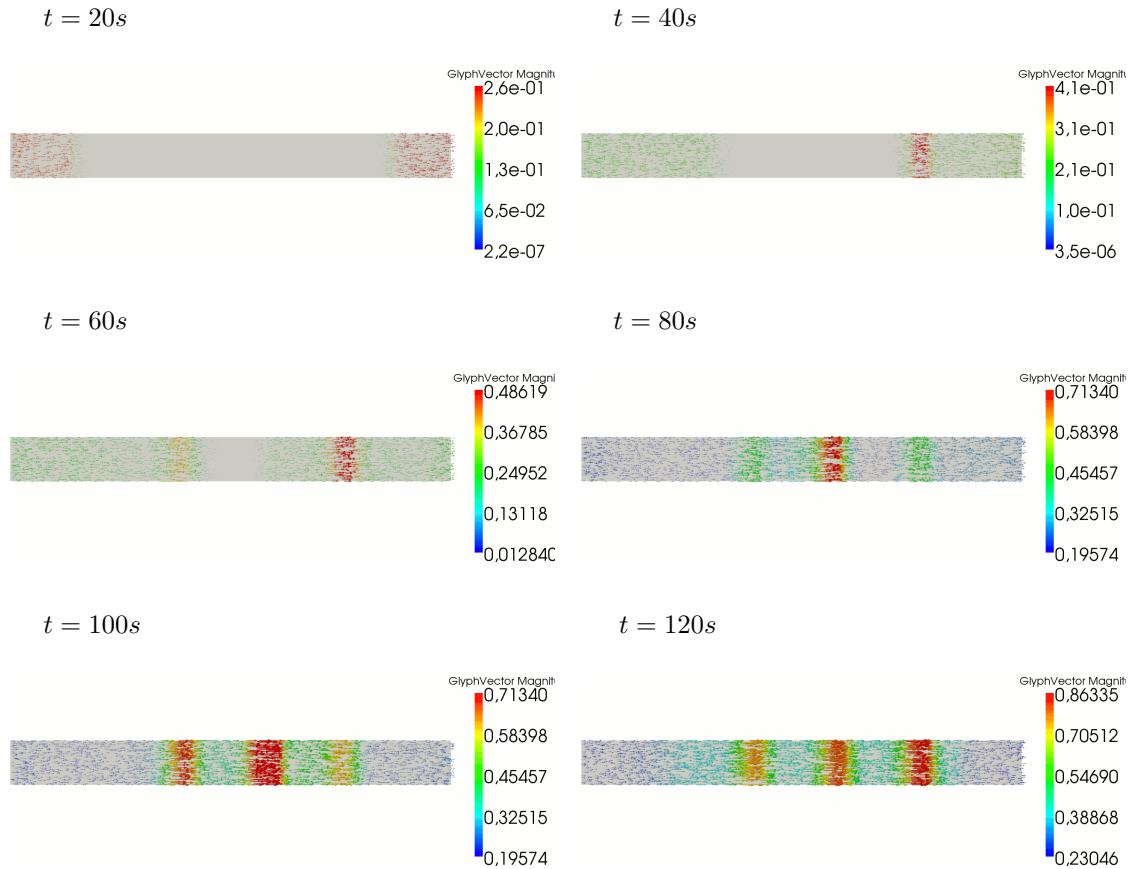 t = 20s
GlyphVector Magnitu
2,6e-01
2,0e-01
1,3e-01
6,5e-02
2,2e-07
t = 40s
GlyphVector Magnitu
4,1e-01
3,1e-01
2,1e-01
1,0e-01
3,5e-06
t = 60s
GlyphVector Magni
0,48619
0,36785
0,24952
0,13118
0,012840
t = 80s
GlyphVector Magnitu
0,71340
0,58398
0,45457
0,32515
0,19574
t = 100s
GlyphVector Magnitu
0,71340
0,58398
0,45457
0,32515
0,19574
t = 120s
GlyphVector Magnitu
0,86335
0,70512
0,54690
0,38868
0,23046